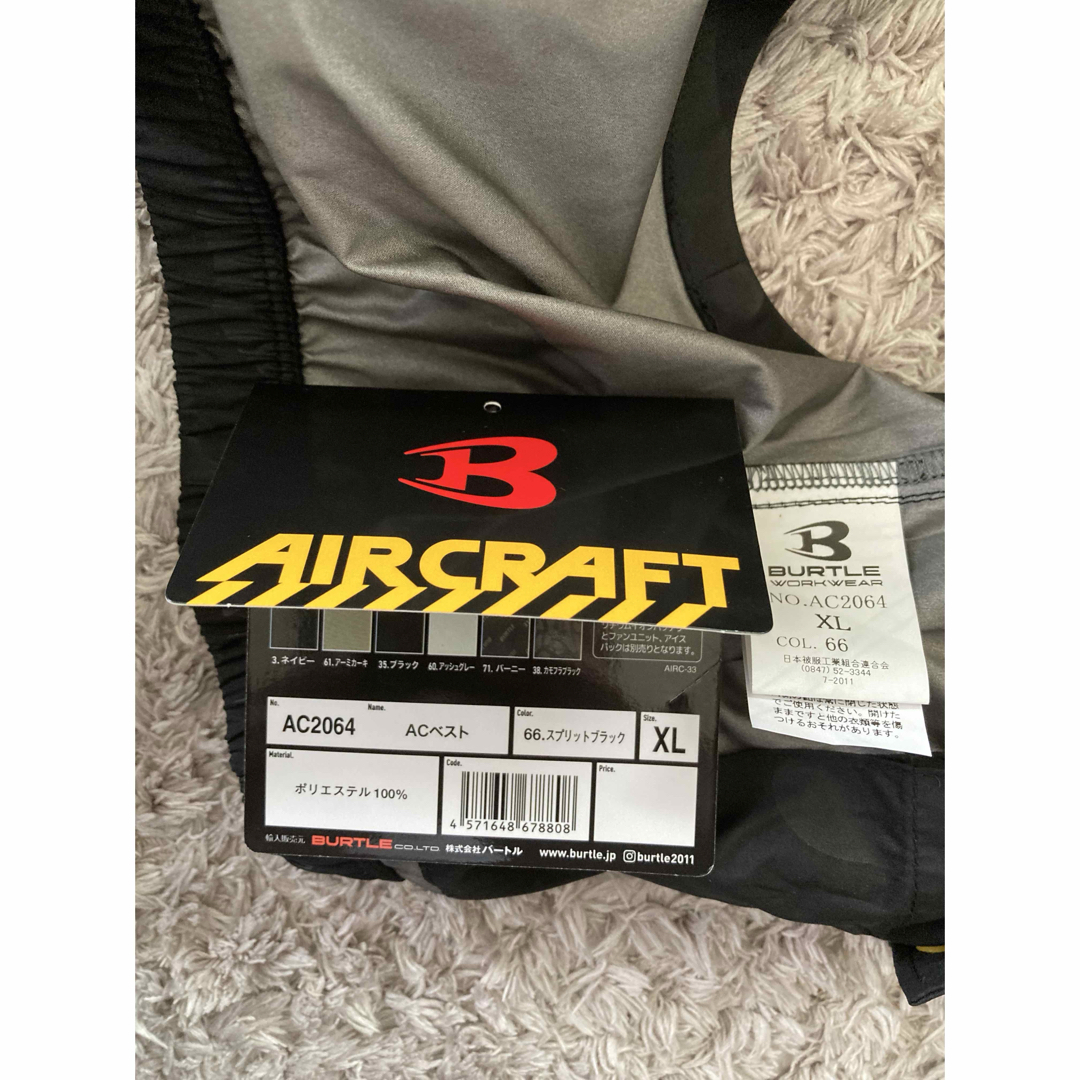 B
AIRCRAFT
とファンユニット、アイス
パックは別売りとなります。
3.ネイビー 61.アーミカーキ 35.ブラック 60.アッシュグレー 71.バーニー 38.カモフラブラック
AIRC-33
No. AC2064
Name. ACベスト
Color. 66.スプリットブラック
Size. XL
Material. ポリエステル100%
Code. 4 571648 678808
Price.
輸入販売元 BURTLE CO.LTD. 株式会社バートル www.burtle.jp burtle2011
B
BURTLE
WORKWEAR
NO.AC2064
XL
COL. 66
日本被服工業組合連合会
(0847) 52-3344
7-2011
でご使用ください。開けた
ままですと他の衣類等を傷
つけるおそれがあります。